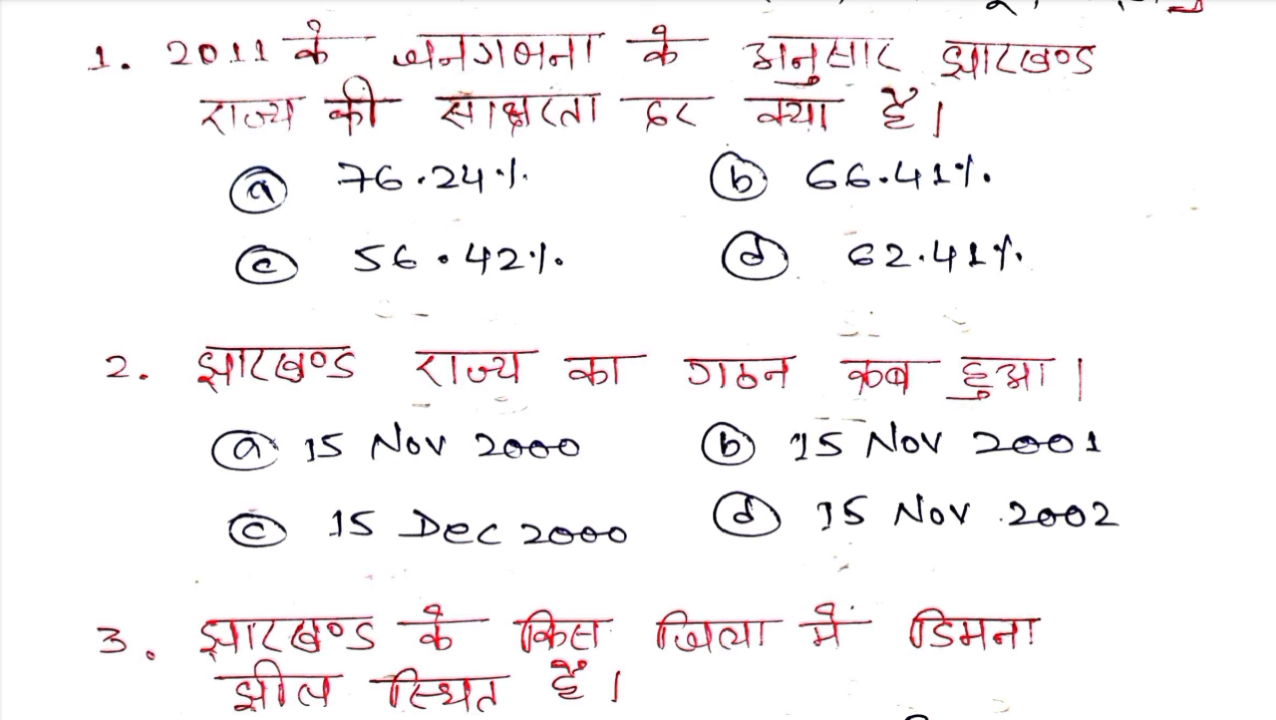 1. 2011 के जनगणना के अनुसार झारखण्ड
राज्य की साक्षरता दर क्या है।
(a) 76.24% (b) 66.41%
(c) 56.42% (d) 62.41%
2. झारखण्ड राज्य का गठन कब हुआ।
(a) 15 Nov 2000 (b) 15 Nov 2001
(c) 15 Dec 2000 (d) 15 Nov 2002
3. झारखण्ड के किस जिला में डिमना
झील स्थित है।